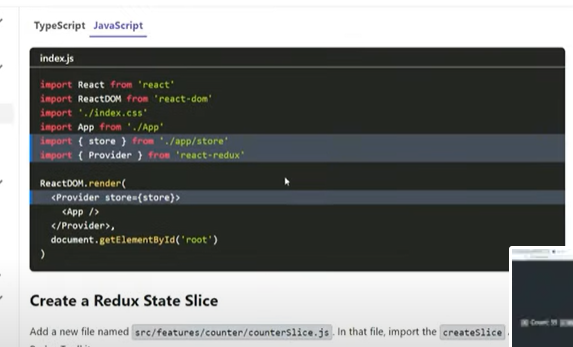 TypeScript JavaScript
index.js
import React from 'react'
import ReactDOM from 'react-dom'
import './index.css'
import App from './App'
import { store } from './app/store'
import { Provider } from 'react-redux'
ReactDOM.render(
<Provider store={store}>
<App />
</Provider>,
document.getElementById('root')
)
Create a Redux State Slice
Add a new file named src/features/counter/counterSlice.js. In that file, import the createSlice